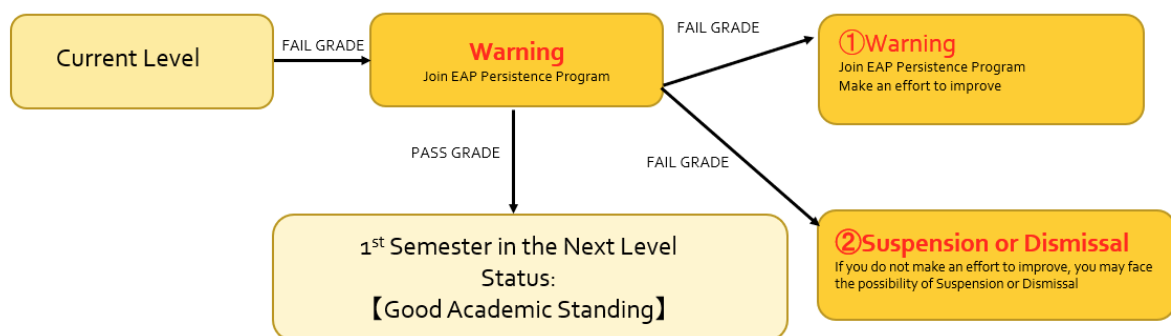 Current Level
FAIL GRADE
Warning
Join EAP Persistence Program
FAIL GRADE
①Warning
Join EAP Persistence Program
Make an effort to improve
PASS GRADE
FAIL GRADE
1st Semester in the Next Level
Status:
【Good Academic Standing】
②Suspension or Dismissal
If you do not make an effort to improve, you may face
the possibility of Suspension or Dismissal